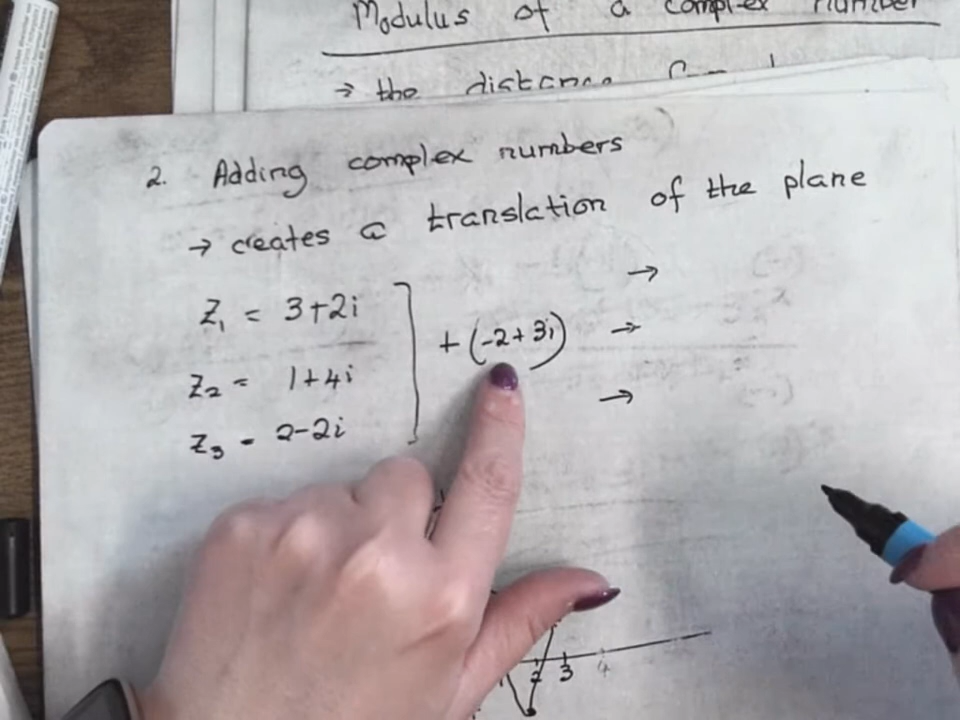 Modulus of a complex number
→ the distance
2. Adding complex numbers
→ creates a translation of the plane
Z₁ = 3+2i
Z₂ = 1+4i
Z₃ = 2-2i
+ (-2+3i)
→
→
→
2 3 4